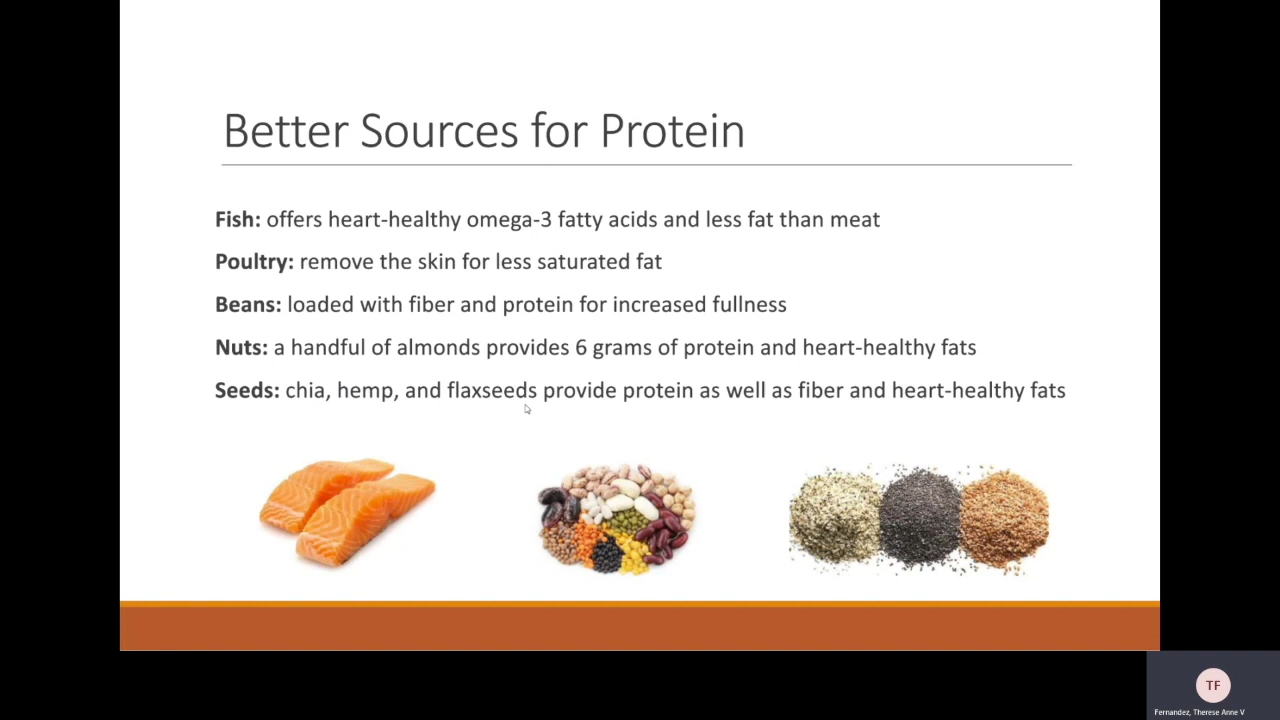 Better Sources for Protein
Fish: offers heart-healthy omega-3 fatty acids and less fat than meat
Poultry: remove the skin for less saturated fat
Beans: loaded with fiber and protein for increased fullness
Nuts: a handful of almonds provides 6 grams of protein and heart-healthy fats
Seeds: chia, hemp, and flaxseeds provide protein as well as fiber and heart-healthy fats
TF
Fernandez, Therese Anne V